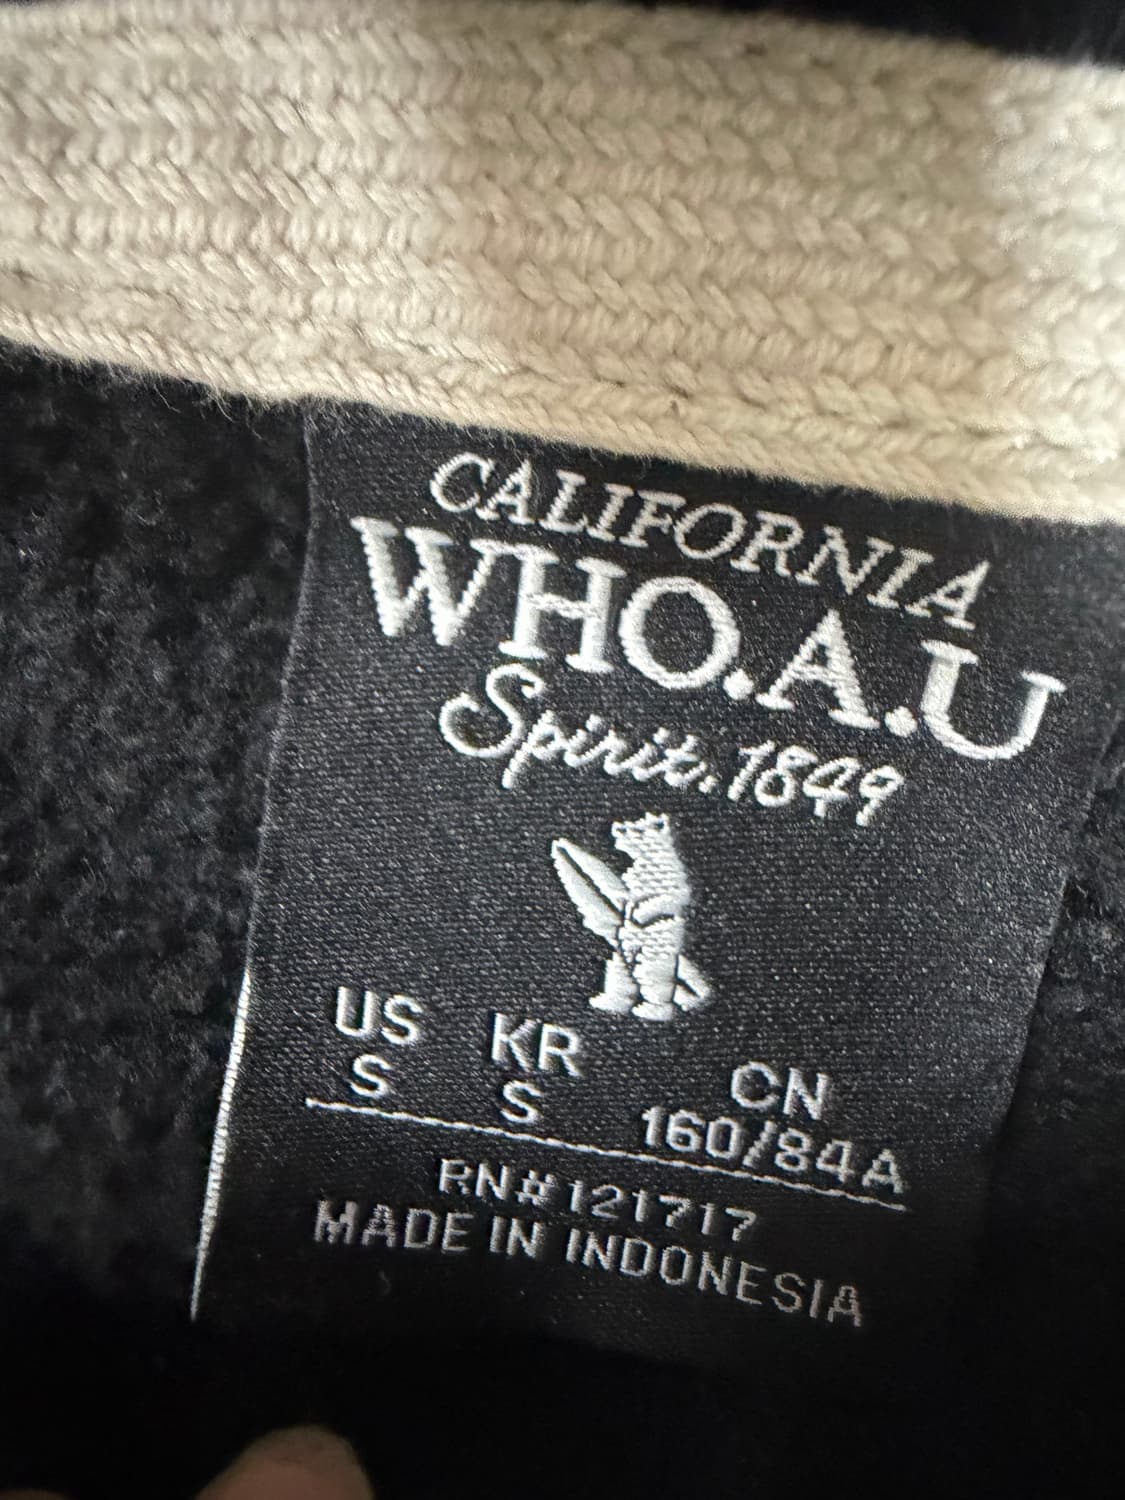 CALIFORNIA
WHO.A.U
Spirit.1849
US KR CN
S S 160/84A
RN#121717
MADE IN INDONESIA